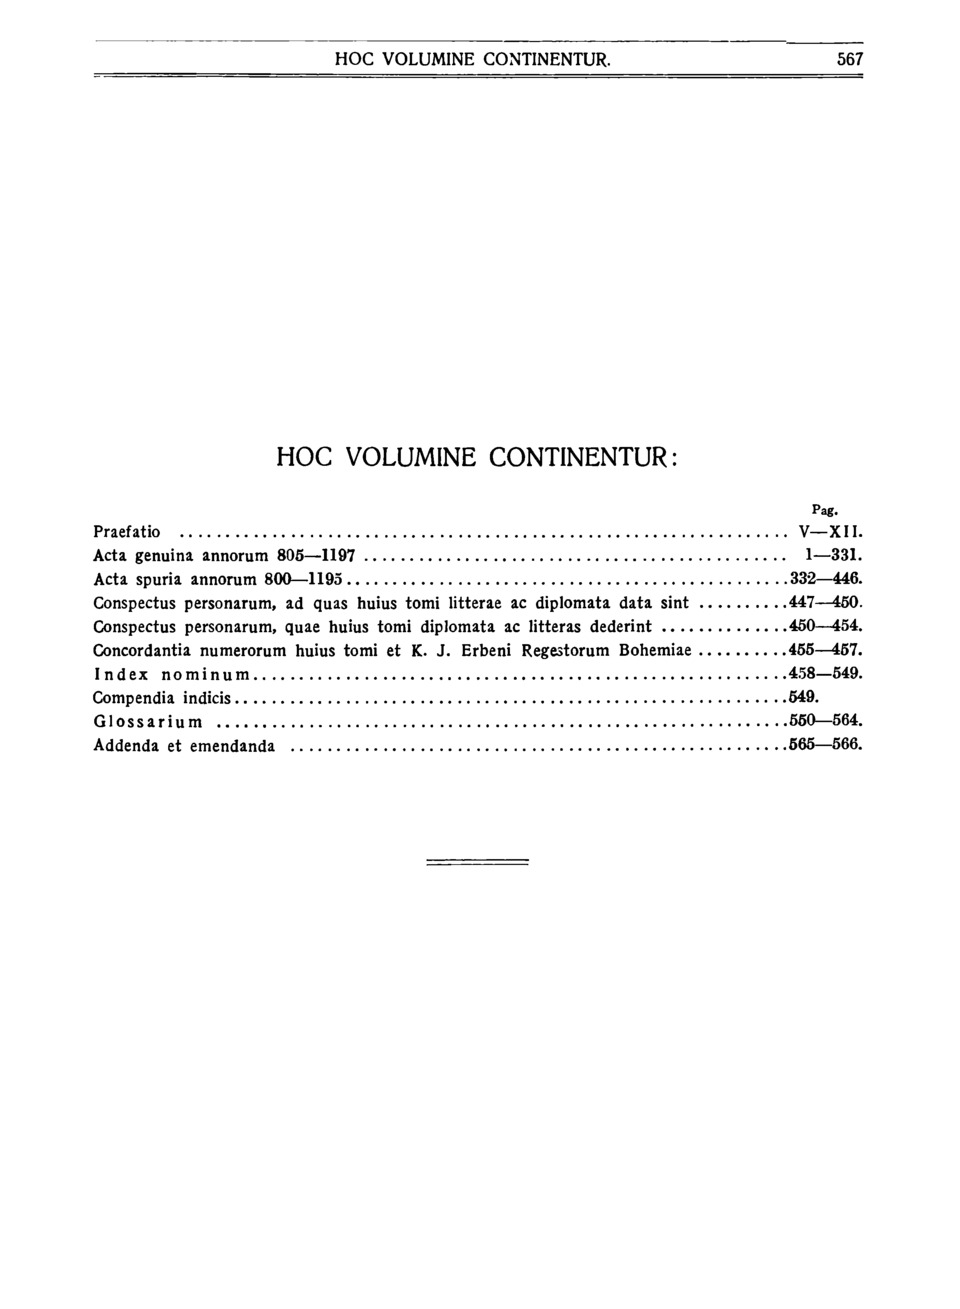 HOC VOLUMINE CONTINENTUR. 567
HOC VOLUMINE CONTINENTUR:
Pag.
Praefatio .................................................................. V—XII.
Acta genuina annorum 805—1197 .............................................. 1—331.
Acta spuria annorum 800—1195................................................332—446.
Conspectus personarum, ad quas huius tomi litterae ac diplomata data sint ..........447—450.
Conspectus personarum, quae huius tomi diplomata ac litteras dederint ..............450—454.
Concordantia numerorum huius tomi et K. J. Erbeni Regestorum Bohemiae ..........455—457.
Index nominum..........................................................458—549.
Compendia indicis............................................................549.
Glossarium ..............................................................550—564.
Addenda et emendanda ......................................................565—566.